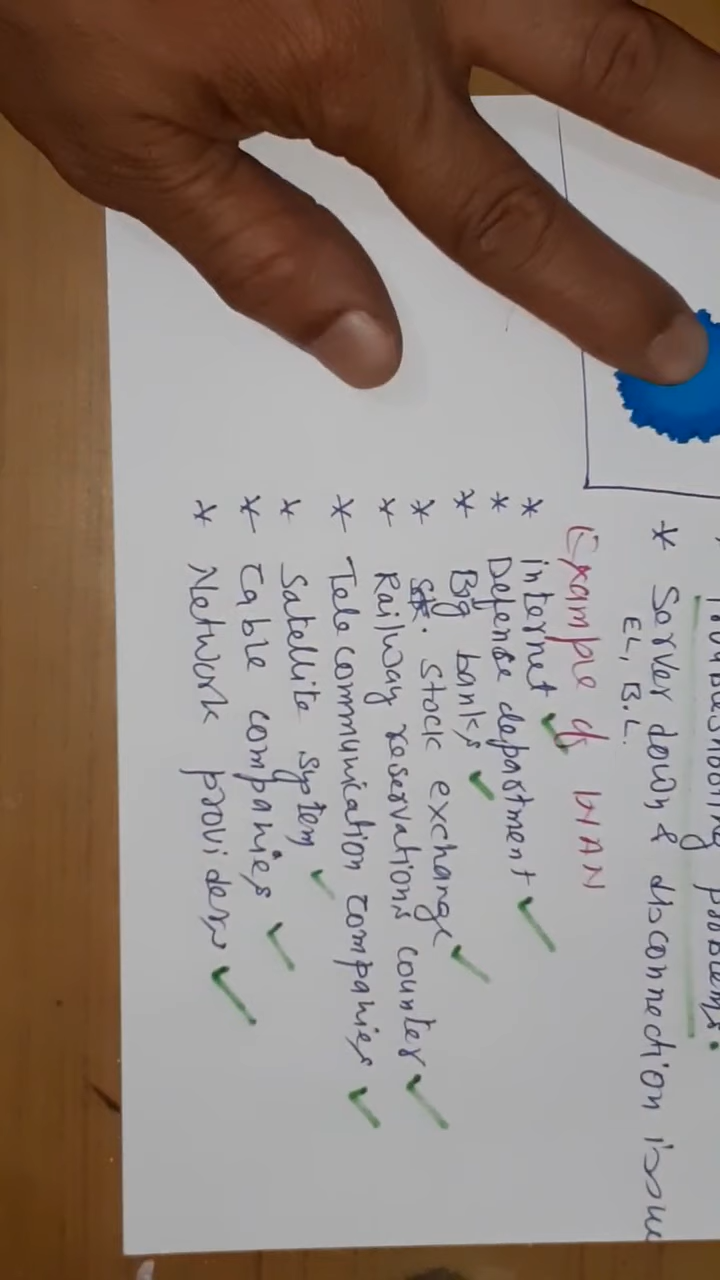 Troubleshooting problems.
* Server down & disconnection issue
EL, B.L.
Example of WAN
* internet
* Defense department
* Big banks
* stock exchange
* Railway reservations counter
* Telecommunication companies
* Satellite system
* Cable companies
* Network providers